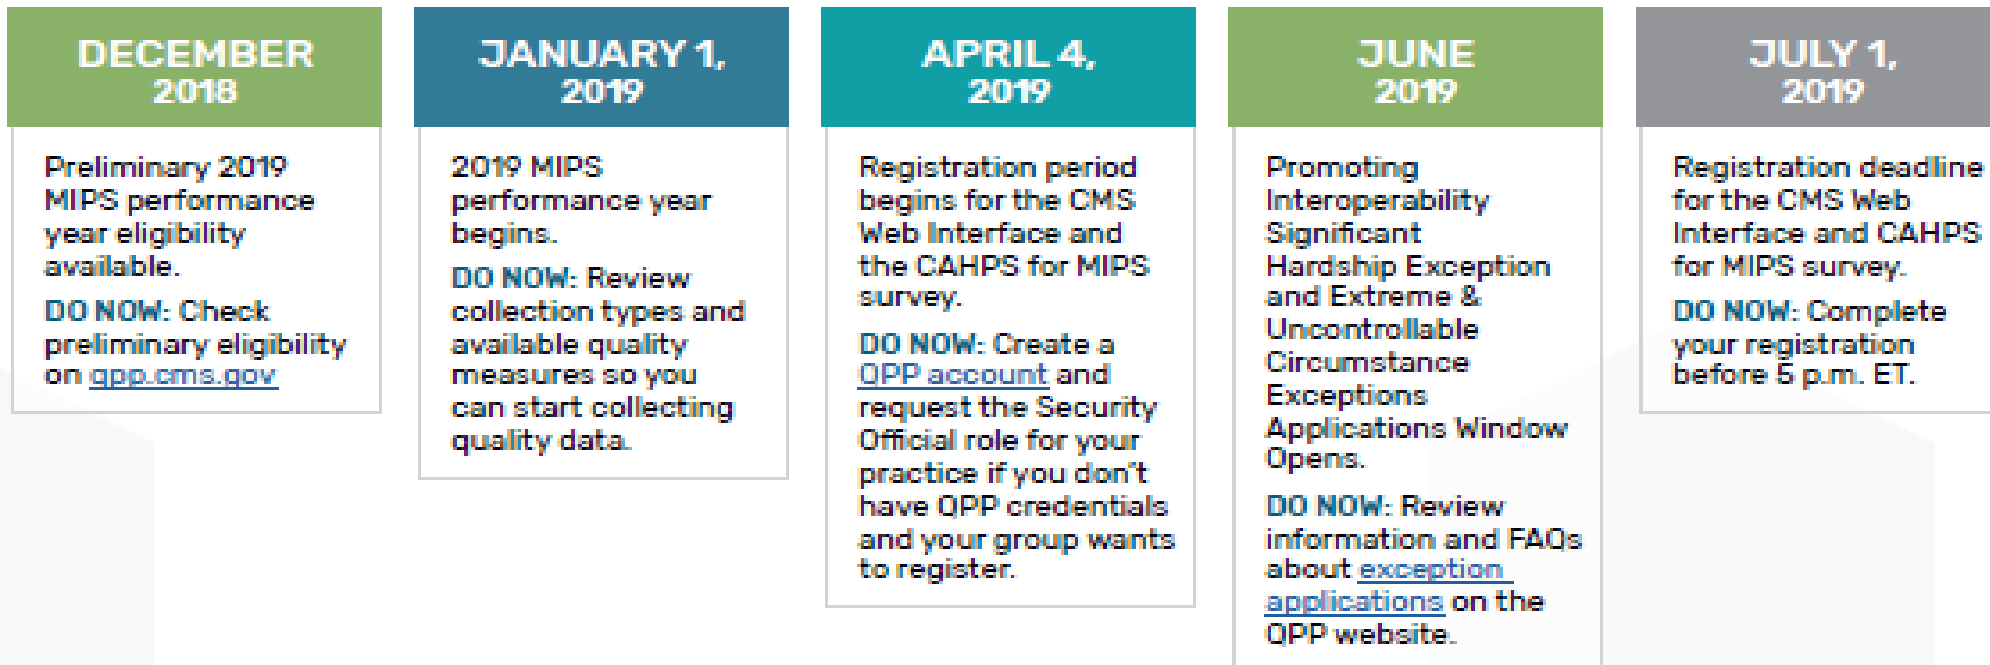 DECEMBER
2018
Preliminary 2019
MIPS performance
year eligibility
available.
DO NOW: Check
preliminary eligibility
on qpp.cms.gov
JANUARY 1,
2019
2019 MIPS
performance year
begins.
DO NOW: Review
collection types and
available quality
measures so you
can start collecting
quality data.
APRIL 4,
2019
Registration period
begins for the CMS
Web Interface and
the CAHPS for MIPS
survey.
DO NOW: Create a
QPP account and
request the Security
Official role for your
practice if you don't
have QPP credentials
and your group wants
to register.
JUNE
2019
Promoting
Interoperability
Significant
Hardship Exception
and Extreme &
Uncontrollable
Circumstance
Exceptions
Applications Window
Opens.
DO NOW: Review
information and FAQs
about exception
applications on the
QPP website.
JULY 1,
2019
Registration deadline
for the CMS Web
Interface and CAHPS
for MIPS survey.
DO NOW: Complete
your registration
before 5 p.m. ET.